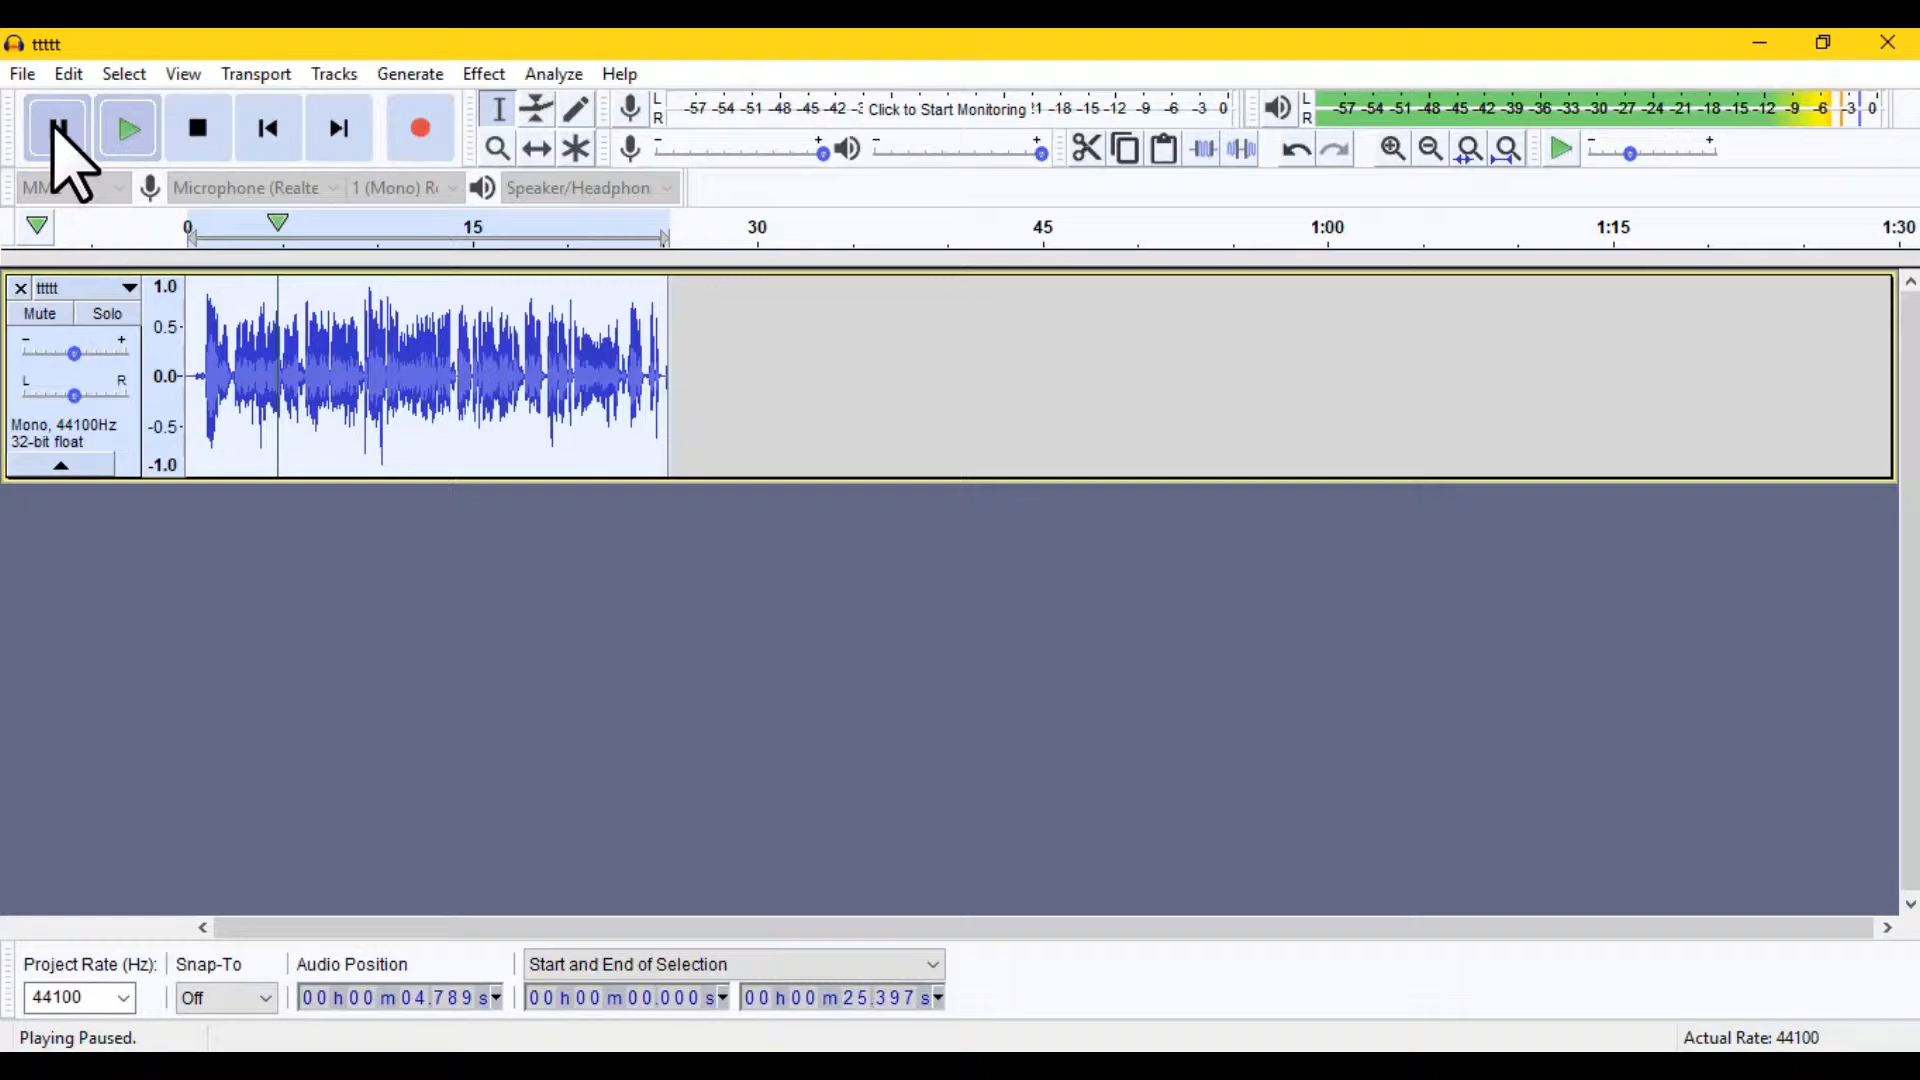 ttttt
File Edit Select View Transport Tracks Generate Effect Analyze Help
L -57 -54 -51 -48 -45 -42 Click to Start Monitoring -18 -15 -12 -9 -6 -3 0 L -57 -54 -51 -48 -45 -42 -39 -36 -33 -30 -27 -24 -21 -18 -15 -12 -9 -6 -3 0
R R
- + - + - +
Microphone (Realte 1 (Mono) Speaker/Headphon
0 15 30 45 1:00 1:15 1:30
ttttt 1.0
Mute Solo 0.5
- +
L R 0.0
Mono, 44100Hz -0.5
32-bit float
-1.0
Project Rate (Hz): Snap-To Audio Position Start and End of Selection
44100 Off 00 h 00 m 04.789 s 00 h 00 m 00.000 s 00 h 00 m 25.397 s
Playing Paused. Actual Rate: 44100